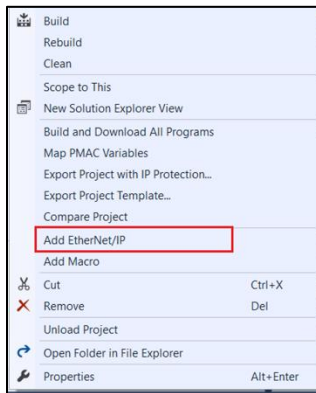 Build
Rebuild
Clean
Scope to This
New Solution Explorer View
Build and Download All Programs
Map PMAC Variables
Export Project with IP Protection...
Export Project Template...
Compare Project
Add EtherNet/IP
Add Macro
Cut Ctrl+X
Remove Del
Unload Project
Open Folder in File Explorer
Properties Alt+Enter